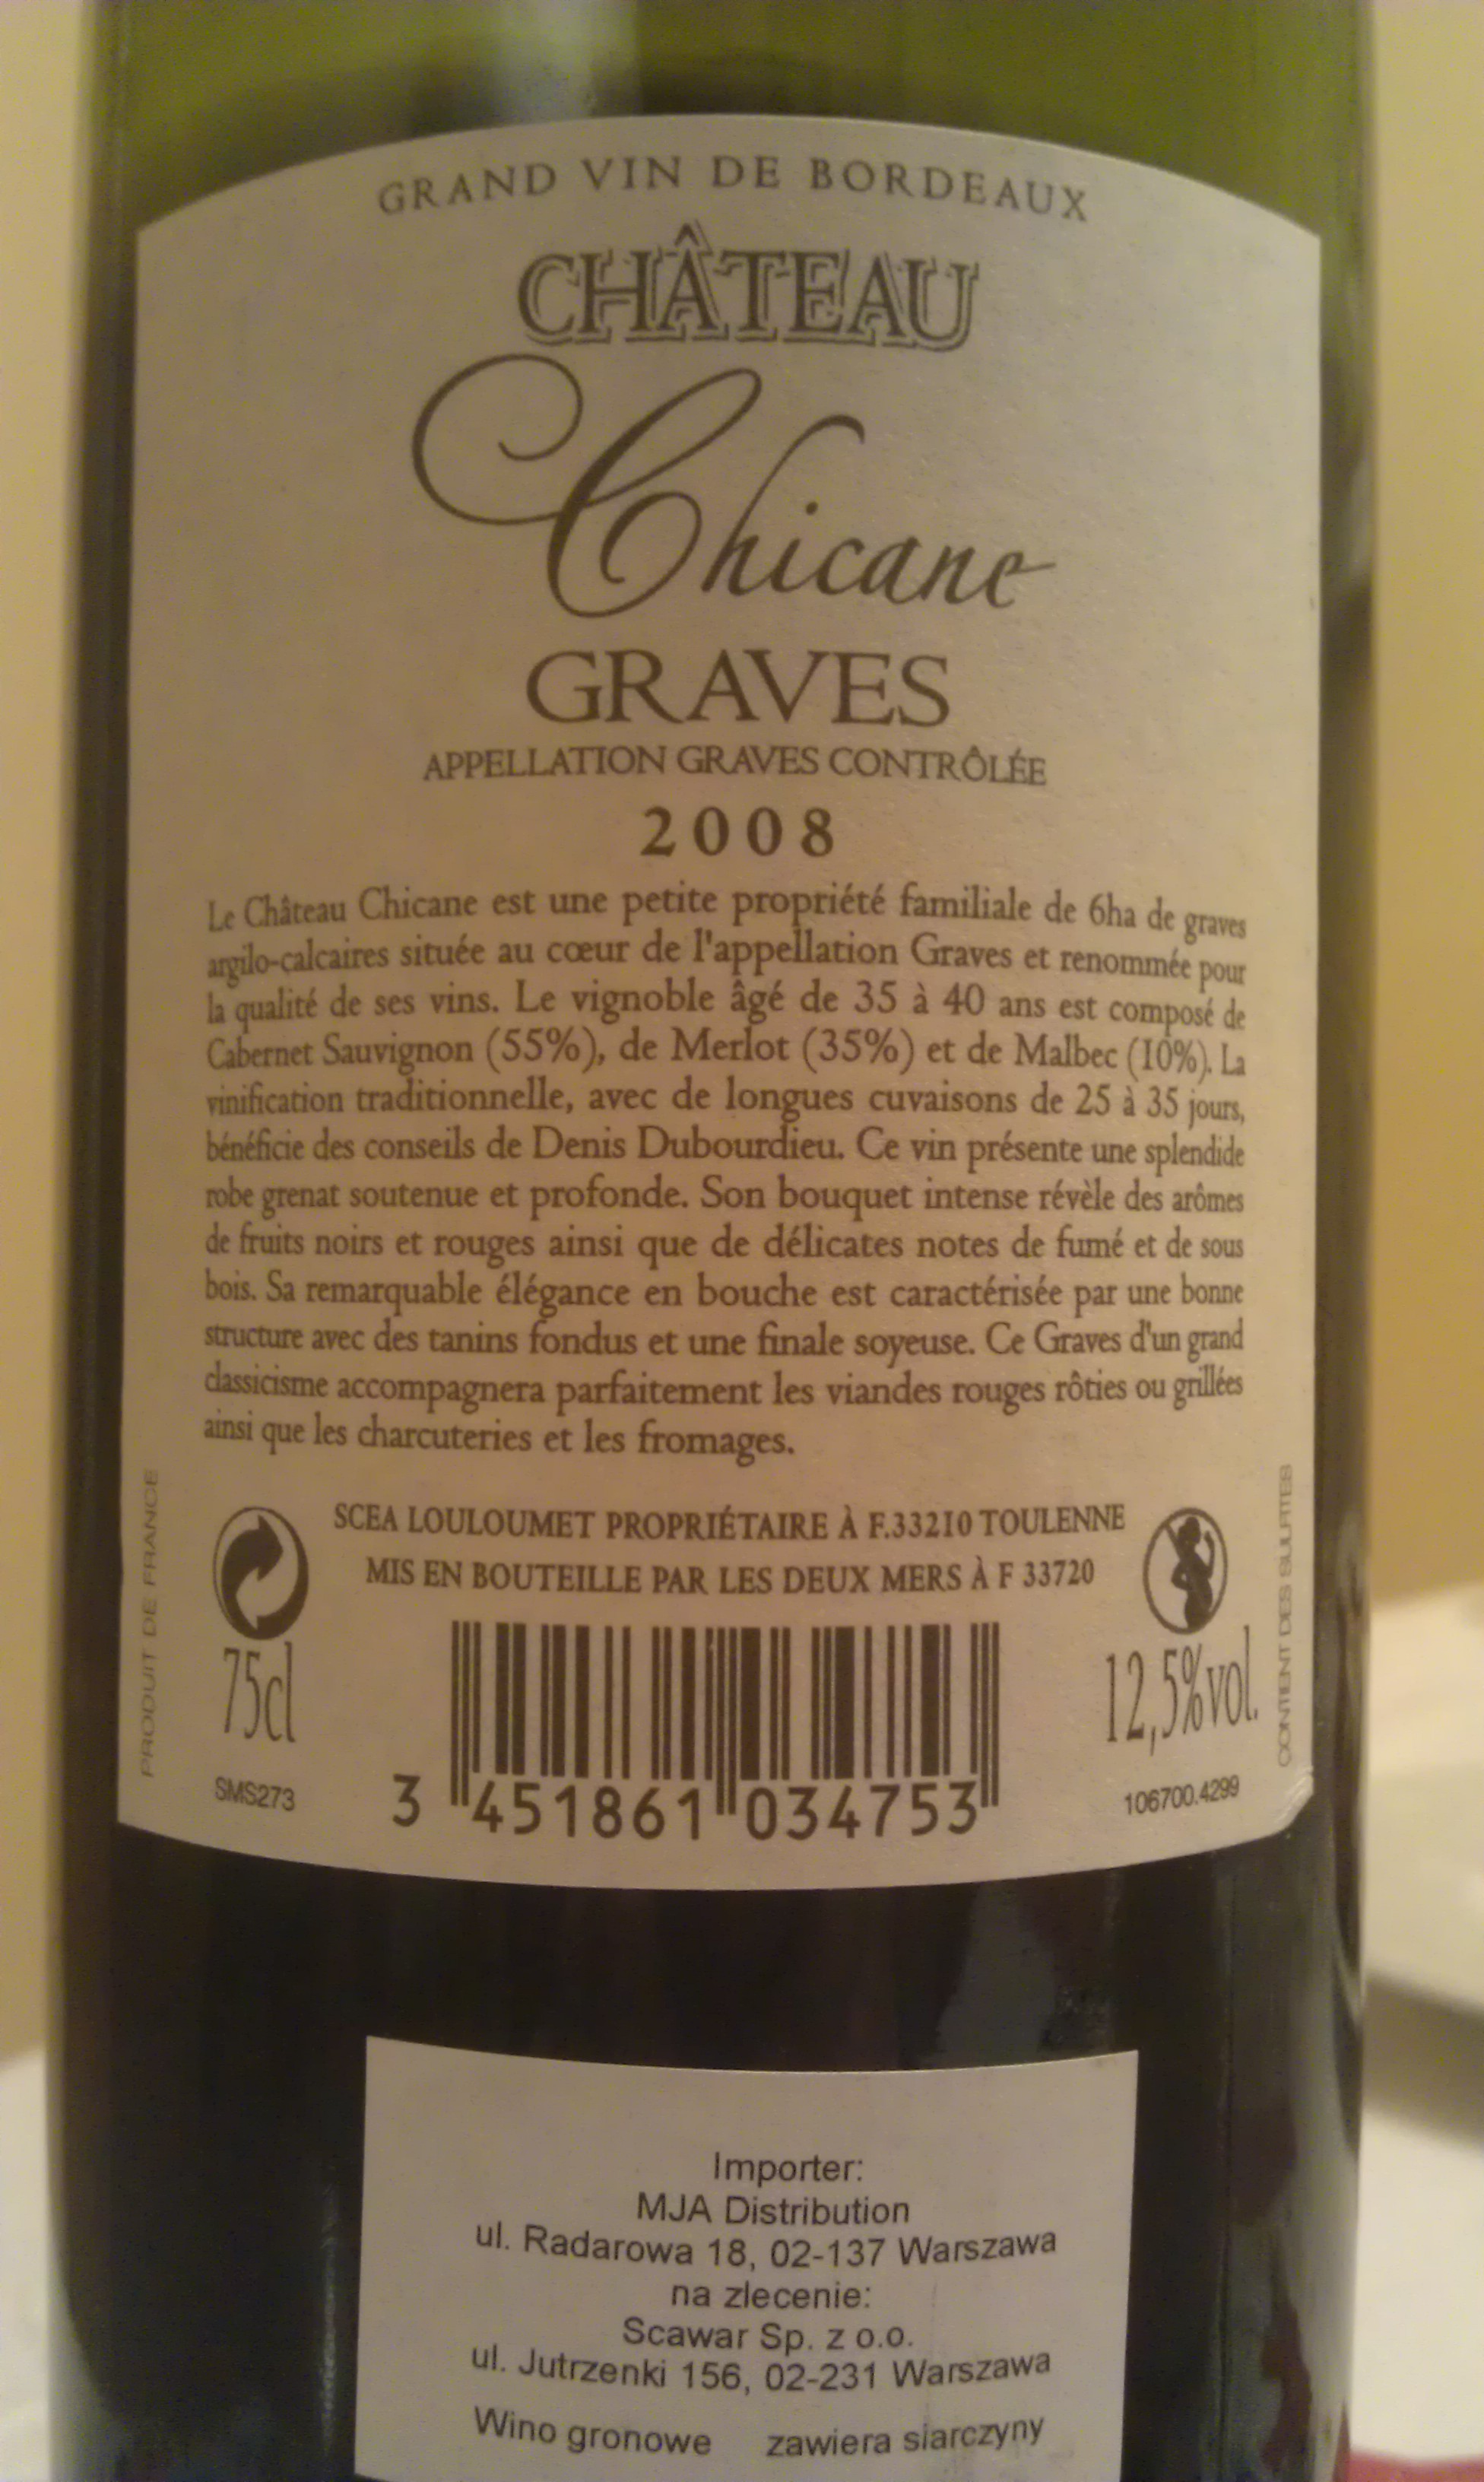 GRAND VIN DE BORDEAUX
CHÂTEAU
Chicane
GRAVES
APPELLATION GRAVES CONTRÔLÉE
2008
Le Château Chicane est une petite propriété familiale de 6ha de graves
argilo-calcaires située au cœur de l'appellation Graves et renommée pour
la qualité de ses vins. Le vignoble âgé de 35 à 40 ans est composé de
Cabernet Sauvignon (55%), de Merlot (35%) et de Malbec (10%). La
vinification traditionnelle, avec de longues cuvaisons de 25 à 35 jours,
bénéficie des conseils de Denis Dubourdieu. Ce vin présente une splendide
robe grenat soutenue et profonde. Son bouquet intense révèle des arômes
de fruits noirs et rouges ainsi que de délicates notes de fumé et de sous
bois. Sa remarquable élégance en bouche est caractérisée par une bonne
structure avec des tanins fondus et une finale soyeuse. Ce Graves d'un grand
classicisme accompagnera parfaitement les viandes rouges rôties ou grillées
ainsi que les charcuteries et les fromages.
PRODUIT DE FRANCE
SCEA LOULOUMET PROPRIÉTAIRE À F.33210 TOULENNE
MIS EN BOUTEILLE PAR LES DEUX MERS À F 33720
CONTIENT DES SULFITES
75cl
12,5%vol.
SMS273
3 451861 034753
106700.4299
Importer:
MJA Distribution
ul. Radarowa 18, 02-137 Warszawa
na zlecenie:
Scawar Sp. z o.o.
ul. Jutrzenki 156, 02-231 Warszawa
Wino gronowe zawiera siarczyny